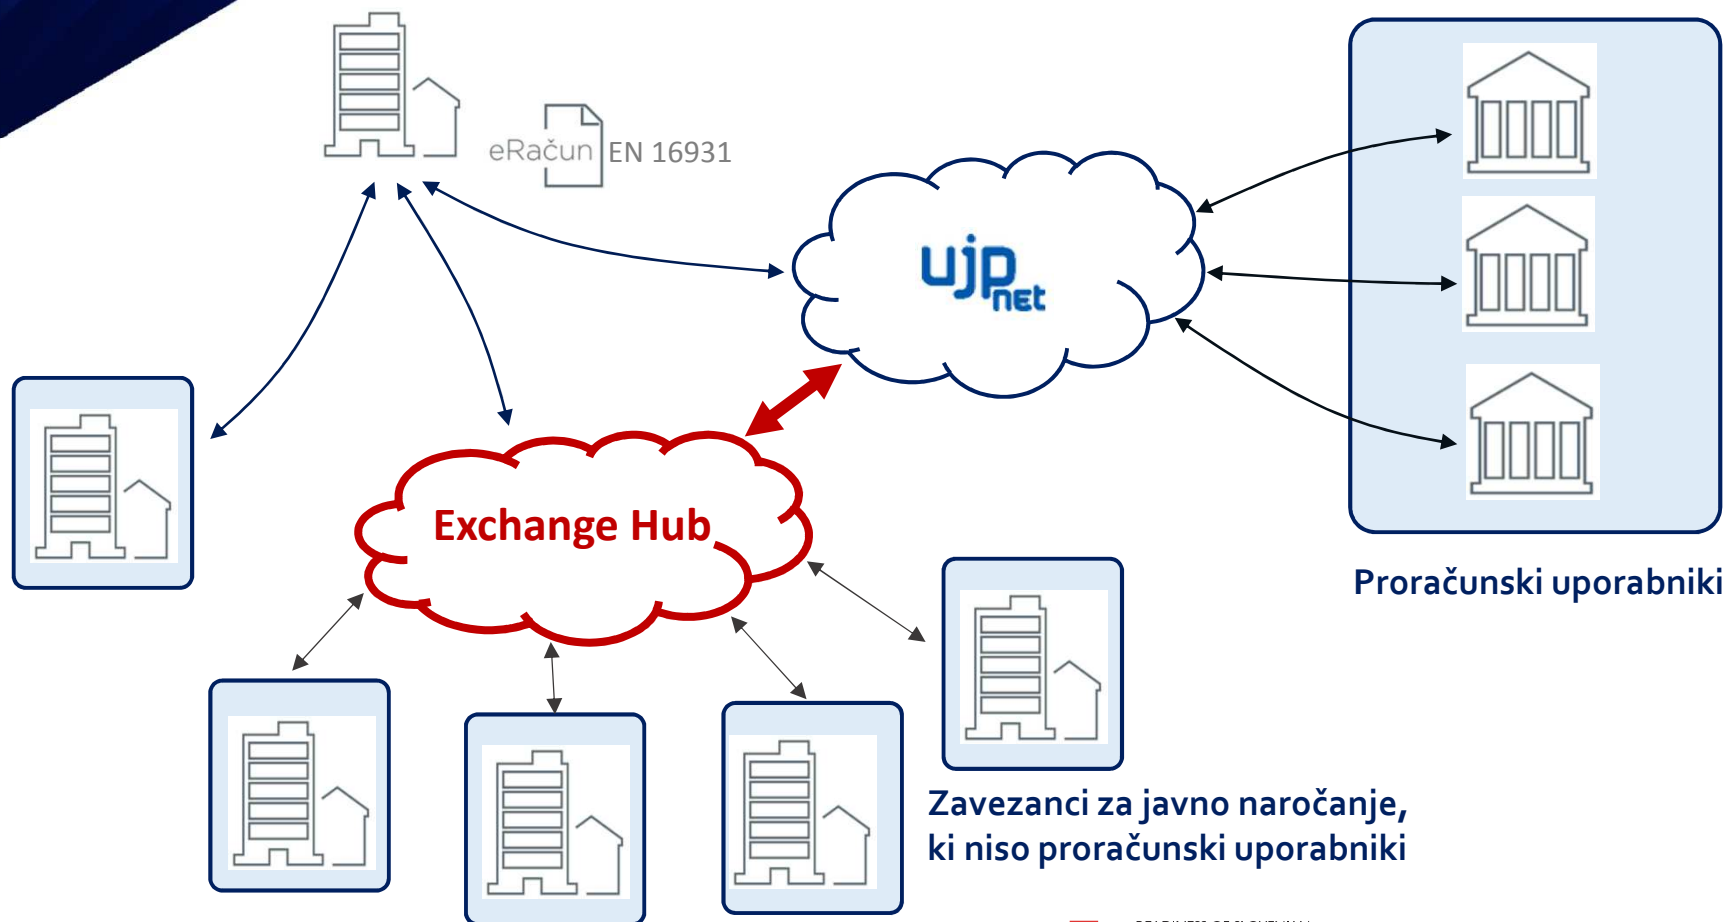 eRačun EN 16931
ujp
net
Exchange Hub
Proračunski uporabniki
Zavezanci za javno naročanje,
ki niso proračunski uporabniki